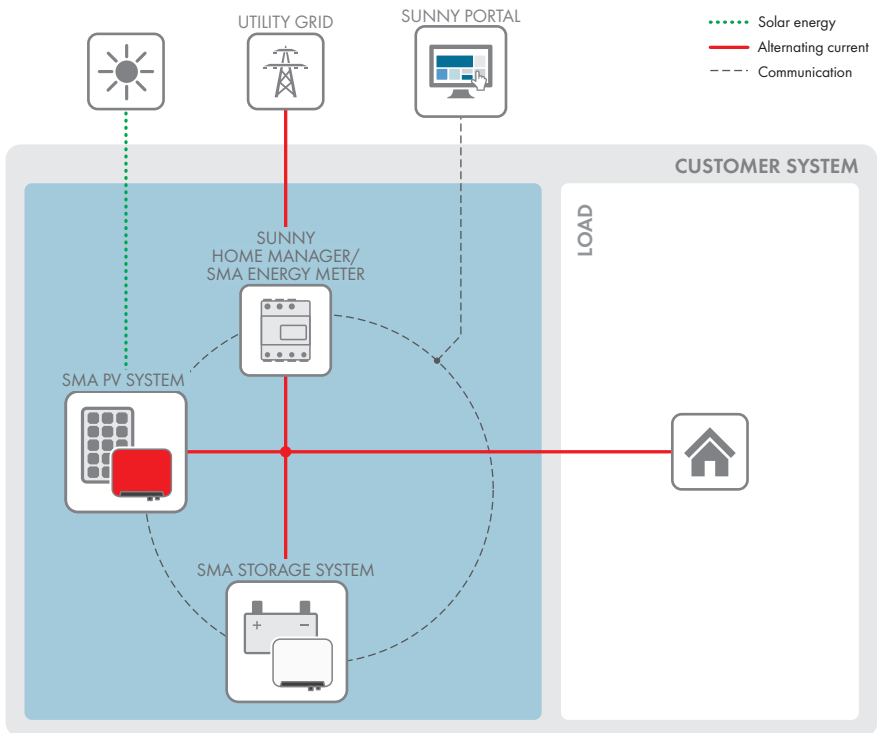 UTILITY GRID
SUNNY PORTAL
Solar energy
Alternating current
Communication
CUSTOMER SYSTEM
LOAD
SUNNY
HOME MANAGER/
SMA ENERGY METER
SMA PV SYSTEM
SMA STORAGE SYSTEM
+ −